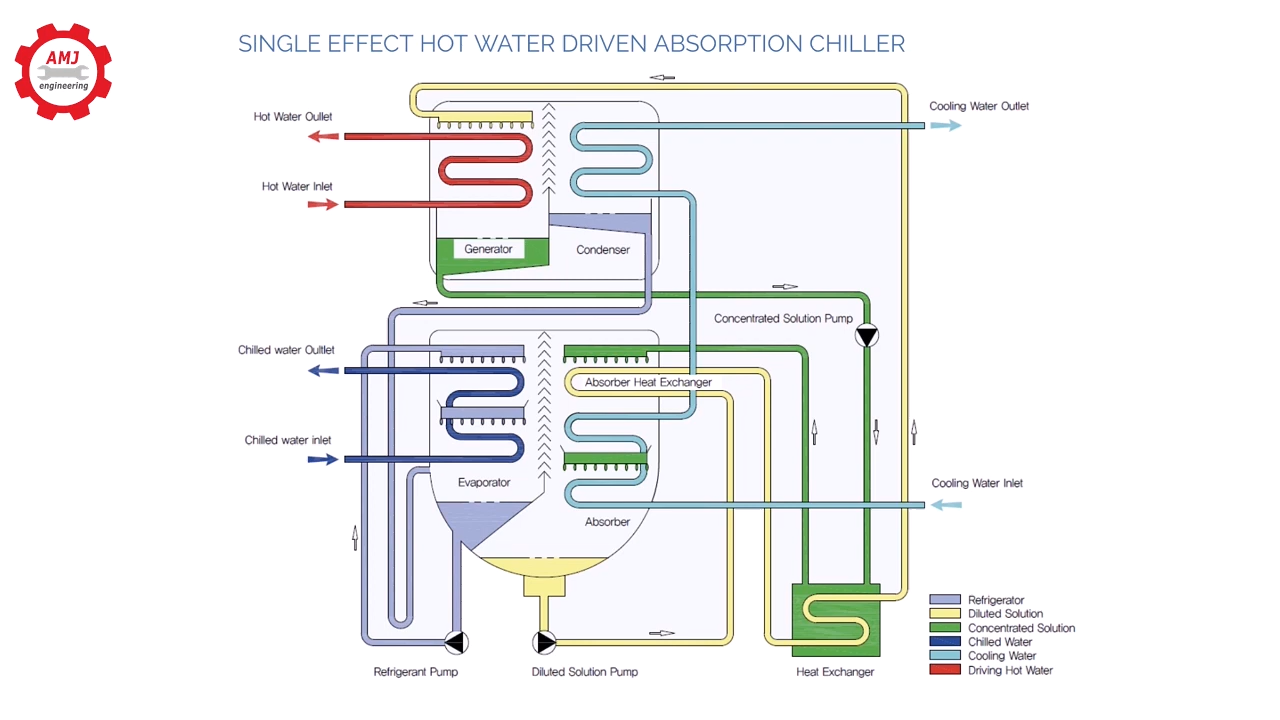 AMJ
engineering
SINGLE EFFECT HOT WATER DRIVEN ABSORPTION CHILLER
Hot Water Outlet
Cooling Water Outlet
Hot Water Inlet
Generator
Condenser
Concentrated Solution Pump
Chilled water Oultlet
Absorber Heat Exchanger
Chilled water inlet
Evaporator
Cooling Water Inlet
Absorber
Refrigerator
Diluted Solution
Concentrated Solution
Chilled Water
Cooling Water
Driving Hot Water
Refrigerant Pump
Diluted Solution Pump
Heat Exchanger